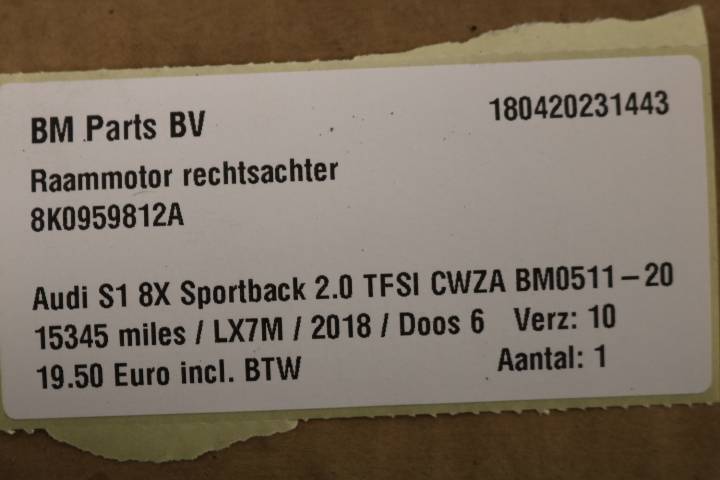 BM Parts BV 180420231443
Raammotor rechtsachter
8K0959812A
Audi S1 8X Sportback 2.0 TFSI CWZA BM0511-20
15345 miles / LX7M / 2018 / Doos 6 Verz: 10
19.50 Euro incl. BTW Aantal: 1